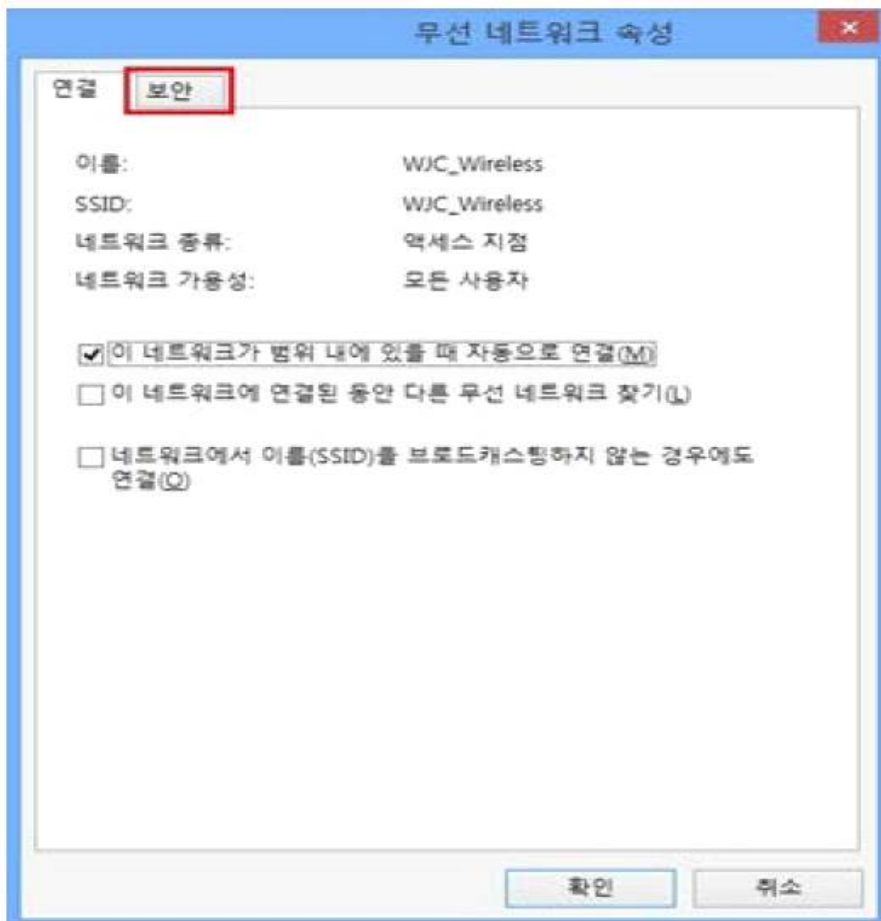 무선 네트워크 속성
연결 보안
이름: WJC_Wireless
SSID: WJC_Wireless
네트워크 종류: 액세스 지점
네트워크 가용성: 모든 사용자
이 네트워크가 범위 내에 있을 때 자동으로 연결(M)
이 네트워크에 연결된 동안 다른 무선 네트워크 찾기(L)
네트워크에서 이름(SSID)을 브로드캐스팅하지 않는 경우에도
연결(O)
확인 취소